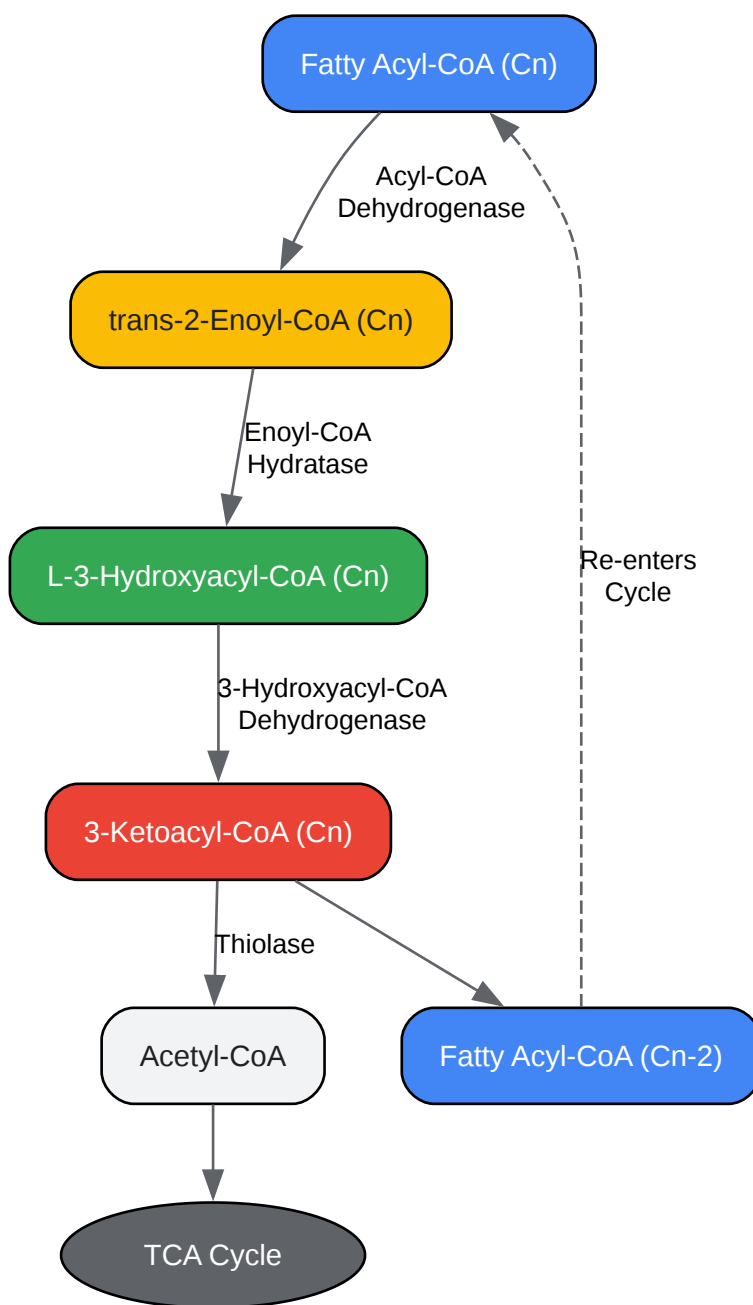 Fatty Acyl-CoA (Cn)
Acyl-CoA
Dehydrogenase
trans-2-Enoyl-CoA (Cn)
Enoyl-CoA
Hydratase
L-3-Hydroxyacyl-CoA (Cn)
Re-enters
Cycle
3-Hydroxyacyl-CoA
Dehydrogenase
3-Ketoacyl-CoA (Cn)
Thiolase
Acetyl-CoA
Fatty Acyl-CoA (Cn-2)
TCA Cycle